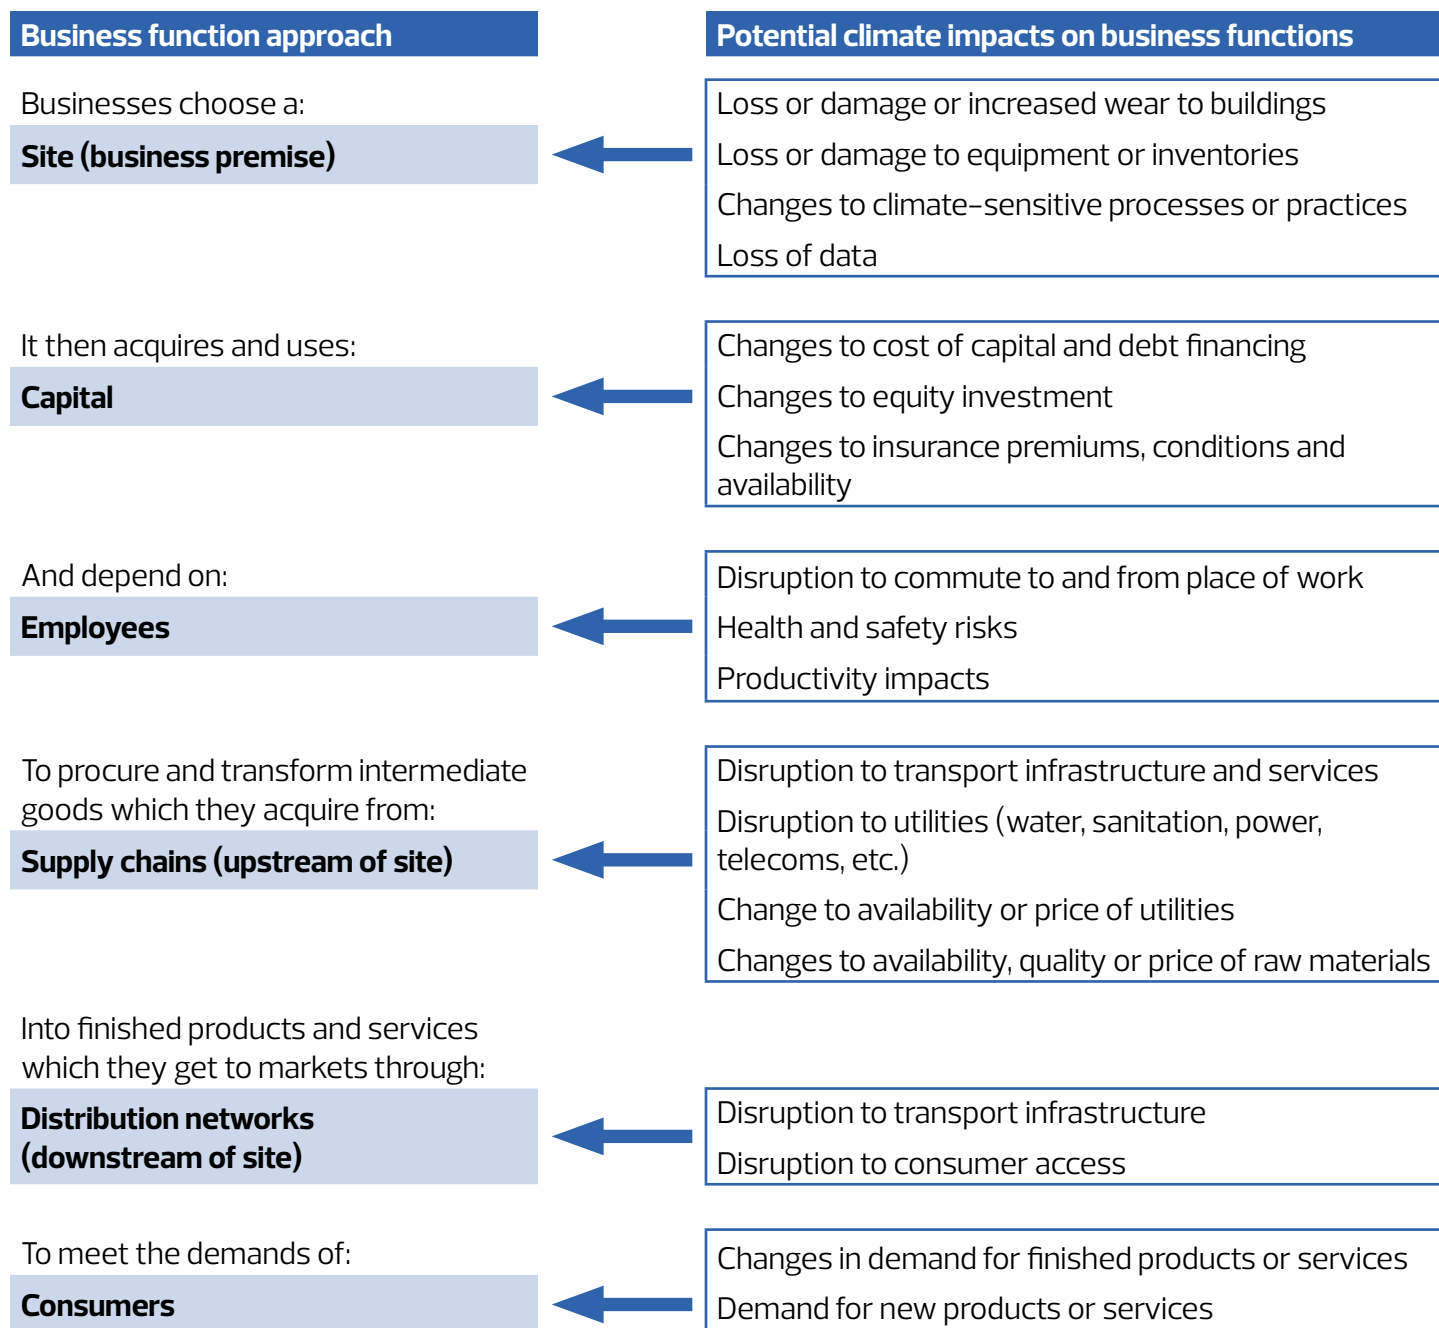 Business function approach
Potential climate impacts on business functions
Businesses choose a:
Site (business premise)
Loss or damage or increased wear to buildings
Loss or damage to equipment or inventories
Changes to climate-sensitive processes or practices
Loss of data
It then acquires and uses:
Capital
Changes to cost of capital and debt financing
Changes to equity investment
Changes to insurance premiums, conditions and
availability
And depend on:
Employees
Disruption to commute to and from place of work
Health and safety risks
Productivity impacts
To procure and transform intermediate
goods which they acquire from:
Supply chains (upstream of site)
Disruption to transport infrastructure and services
Disruption to utilities (water, sanitation, power,
telecoms, etc.)
Change to availability or price of utilities
Changes to availability, quality or price of raw materials
Into finished products and services
which they get to markets through:
Distribution networks
(downstream of site)
Disruption to transport infrastructure
Disruption to consumer access
To meet the demands of:
Consumers
Changes in demand for finished products or services
Demand for new products or services